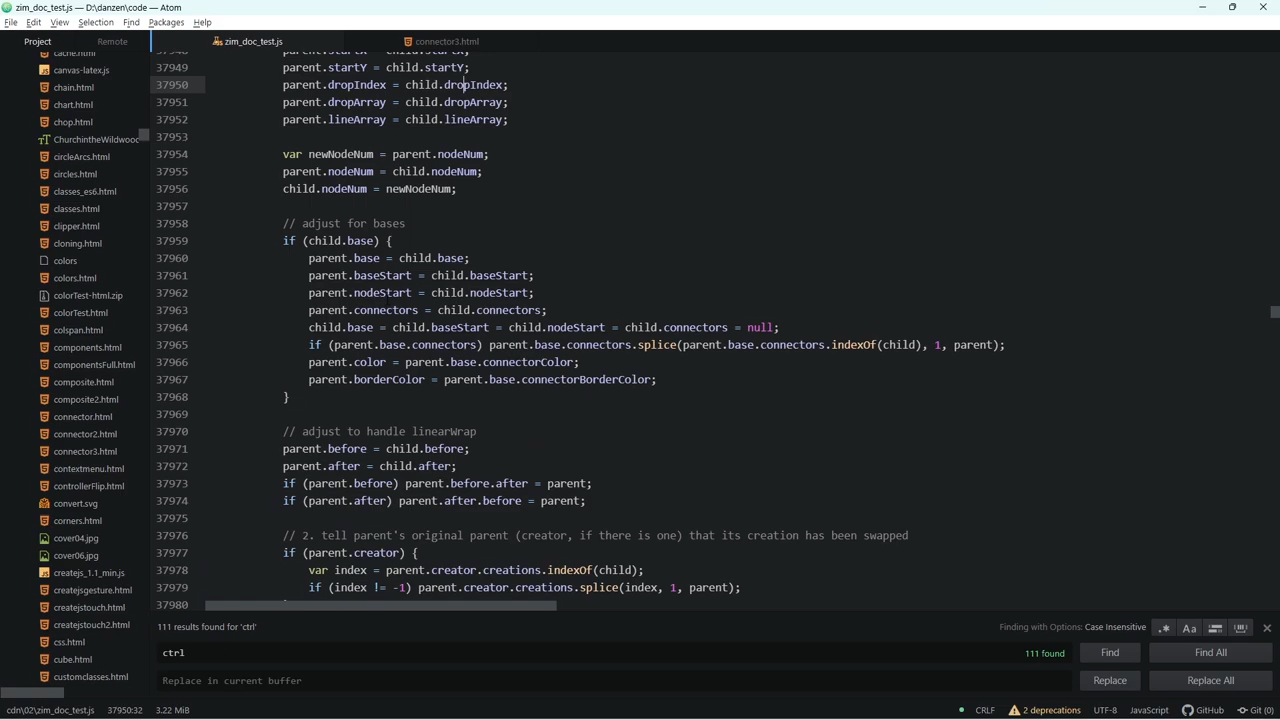 zim_doc_test.js — D:\danzen\code — Atom
File Edit View Selection Find Packages Help
Project Remote zim_doc_test.js connector3.html
cache.html
canvas-latex.js
chain.html
chart.html
chop.html
ChurchintheWildwood
circleArcs.html
circles.html
classes_es6.html
classes.html
clipper.html
cloning.html
colors
colors.html
colorTest-html.zip
colorTest.html
colspan.html
components.html
componentsFull.html
composite.html
composite2.html
connector.html
connector2.html
connector3.html
contextmenu.html
controllerFlip.html
convert.svg
corners.html
cover04.jpg
cover06.jpg
createjs_1.1_min.js
createjsgesture.html
createjstouch.html
createjstouch2.html
css.html
cube.html
customclasses.html
37948 parent.startX = child.startX;
37949 parent.startY = child.startY;
37950 parent.dropIndex = child.dropIndex;
37951 parent.dropArray = child.dropArray;
37952 parent.lineArray = child.lineArray;
37953
37954 var newNodeNum = parent.nodeNum;
37955 parent.nodeNum = child.nodeNum;
37956 child.nodeNum = newNodeNum;
37957
37958 // adjust for bases
37959 if (child.base) {
37960 parent.base = child.base;
37961 parent.baseStart = child.baseStart;
37962 parent.nodeStart = child.nodeStart;
37963 parent.connectors = child.connectors;
37964 child.base = child.baseStart = child.nodeStart = child.connectors = null;
37965 if (parent.base.connectors) parent.base.connectors.splice(parent.base.connectors.indexOf(child), 1, parent);
37966 parent.color = parent.base.connectorColor;
37967 parent.borderColor = parent.base.connectorBorderColor;
37968 }
37969
37970 // adjust to handle linearWrap
37971 parent.before = child.before;
37972 parent.after = child.after;
37973 if (parent.before) parent.before.after = parent;
37974 if (parent.after) parent.after.before = parent;
37975
37976 // 2. tell parent's original parent (creator, if there is one) that its creation has been swapped
37977 if (parent.creator) {
37978 var index = parent.creator.creations.indexOf(child);
37979 if (index != -1) parent.creator.creations.splice(index, 1, parent);
37980
111 results found for 'ctrl' Finding with Options: Case Insensitive .* Aa
ctrl 111 found Find Find All
Replace in current buffer Replace Replace All
cdn\02\zim_doc_test.js 37950:32 3.22 MiB CRLF 2 deprecations UTF-8 JavaScript GitHub Git (0)